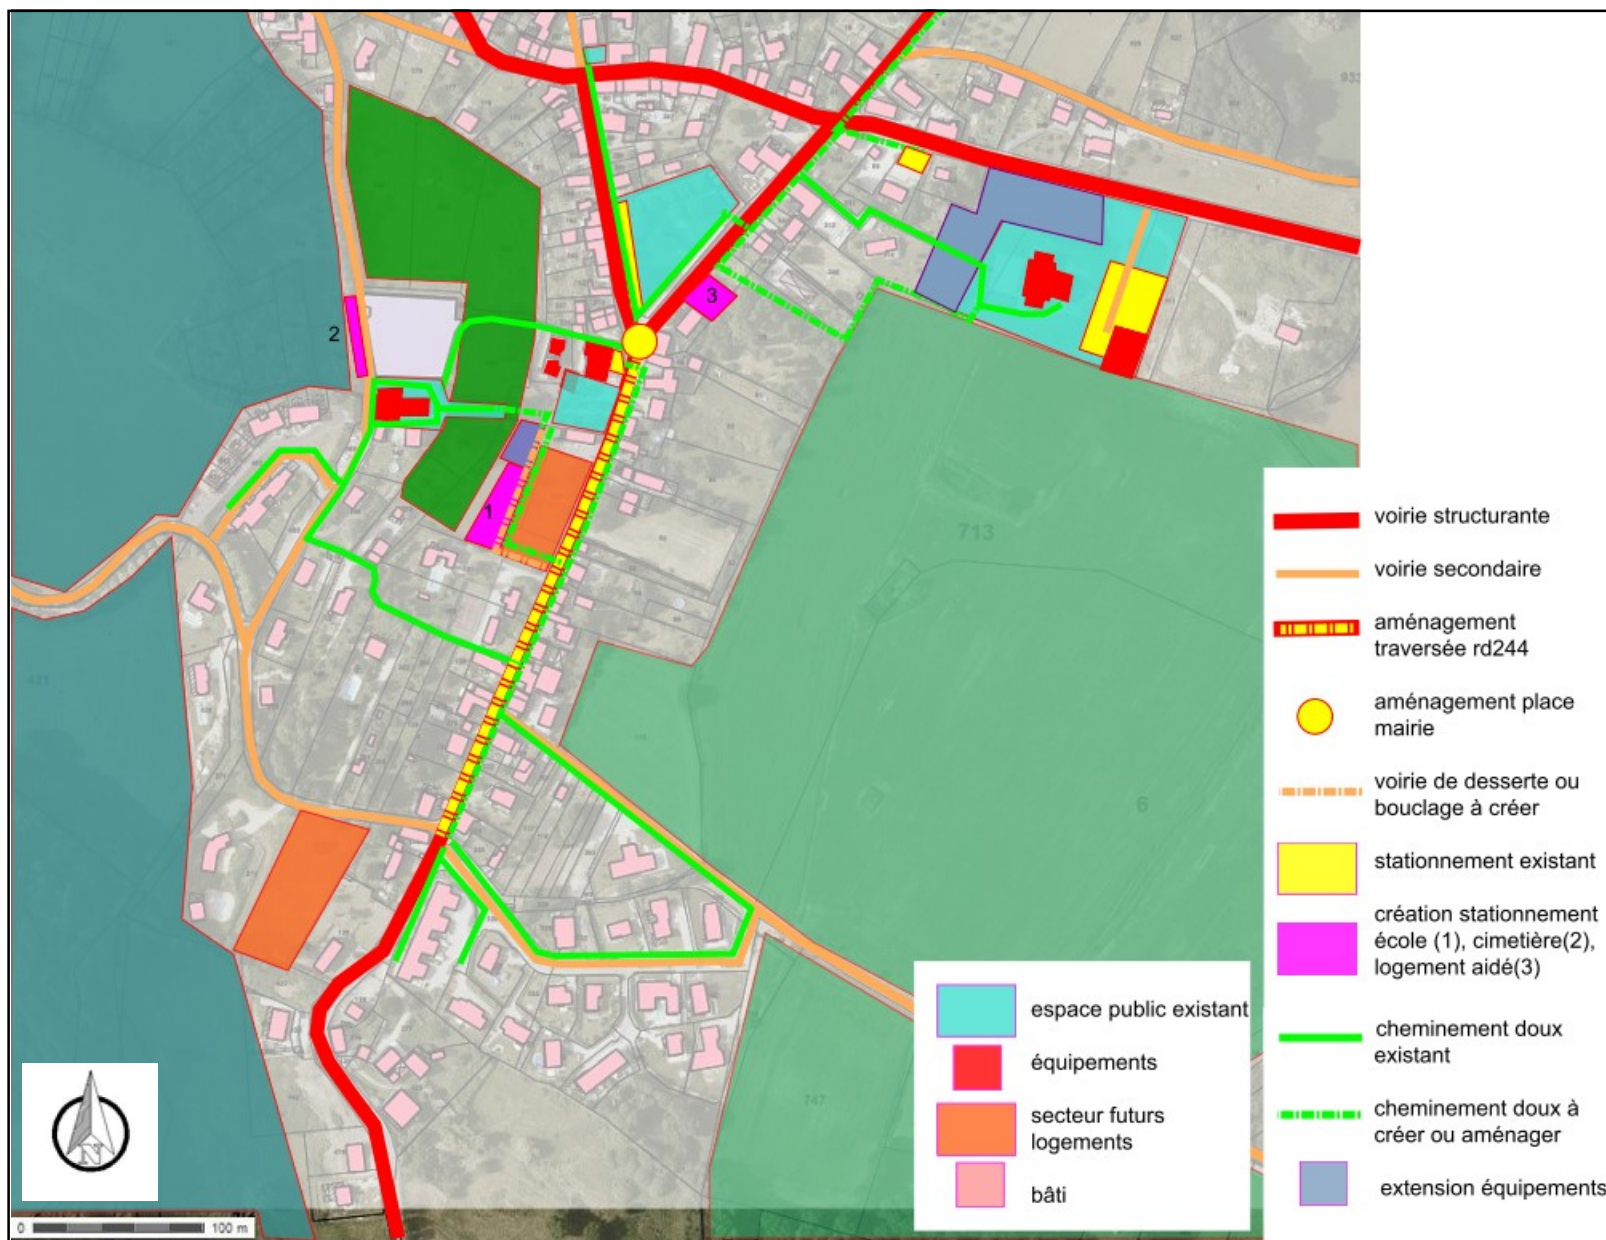 933
3
2
1
713
6
747
421
voirie structurante
voirie secondaire
aménagement
traversée rd244
aménagement place
mairie
voirie de desserte ou
bouclage à créer
stationnement existant
création stationnement
école (1), cimetière(2),
logement aidé(3)
cheminement doux
existant
cheminement doux à
créer ou aménager
extension équipements
espace public existant
équipements
secteur futurs
logements
bâti
N
0 100 m